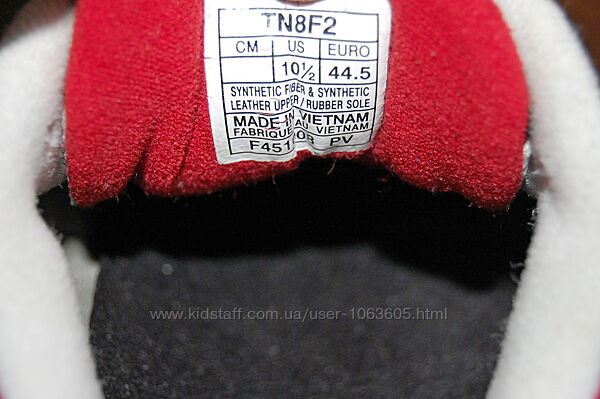 TN8F2
CM US EURO
10½ 44.5
SYNTHETIC FIBER & SYNTHETIC
LEATHER UPPER / RUBBER SOLE
MADE IN VIETNAM
FABRIQUE AU VIETNAM
PV
www.kidstaff.com.ua/user-1063605.html